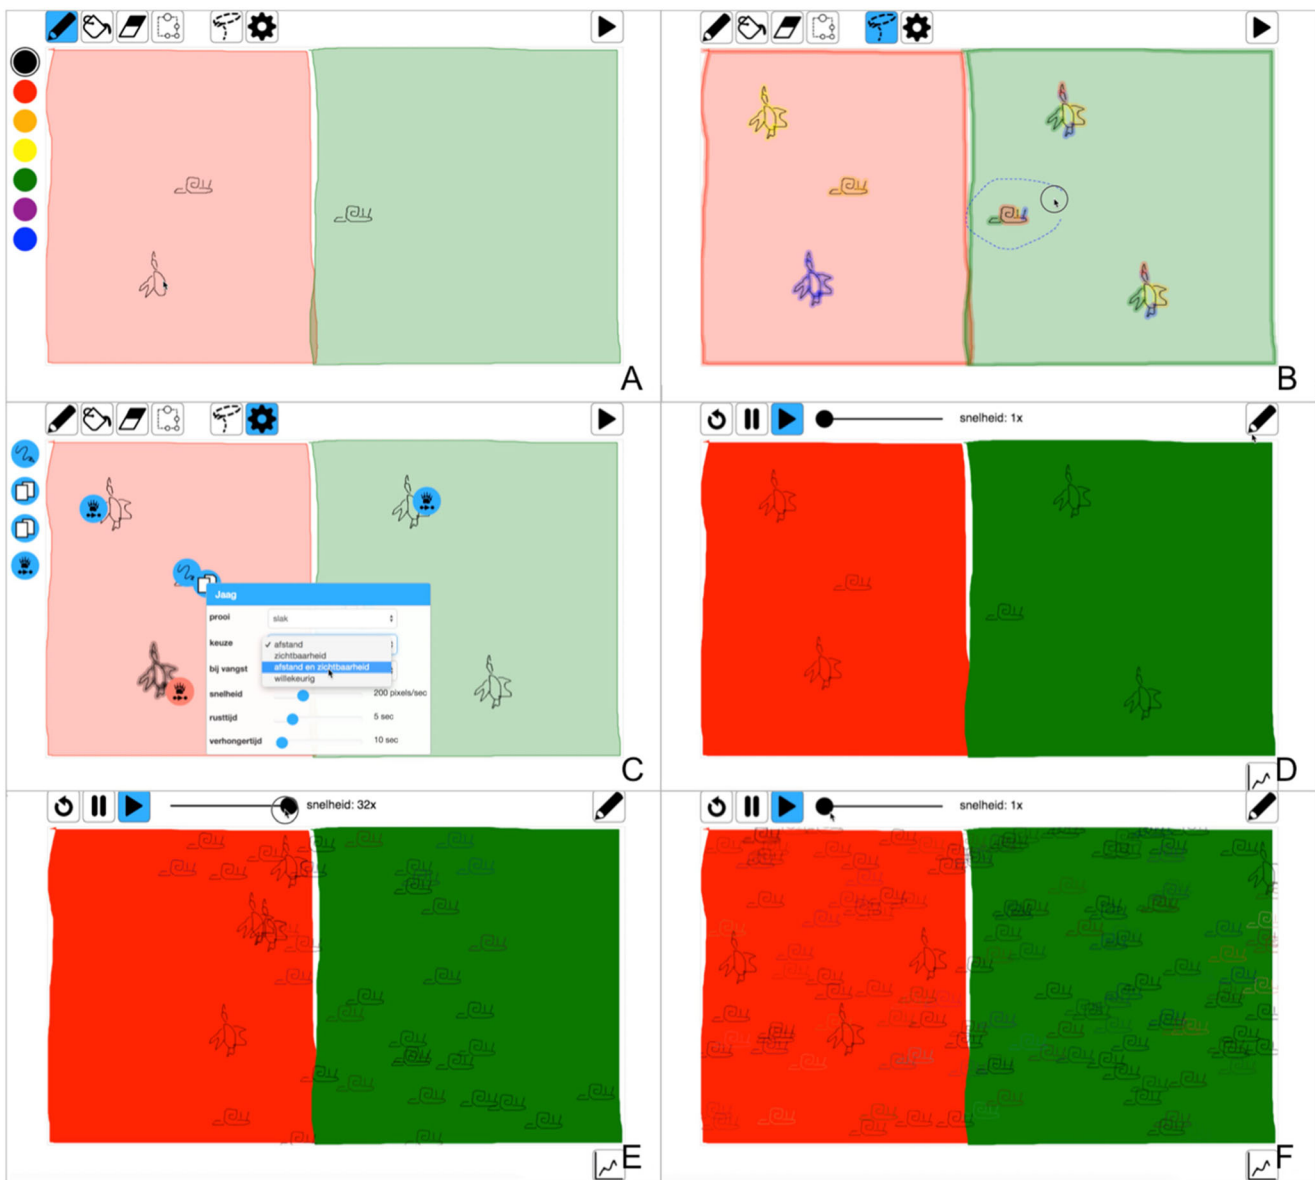 A
B
Jaag
prooi slak
keuze ✓ afstand
zichtbaarheid
bij vangst afstand en zichtbaarheid
willekeurig
snelheid 200 pixels/sec
rusttijd 5 sec
verhongertijd 10 sec
C
snelheid: 1x
D
snelheid: 32x
E
snelheid: 1x
F